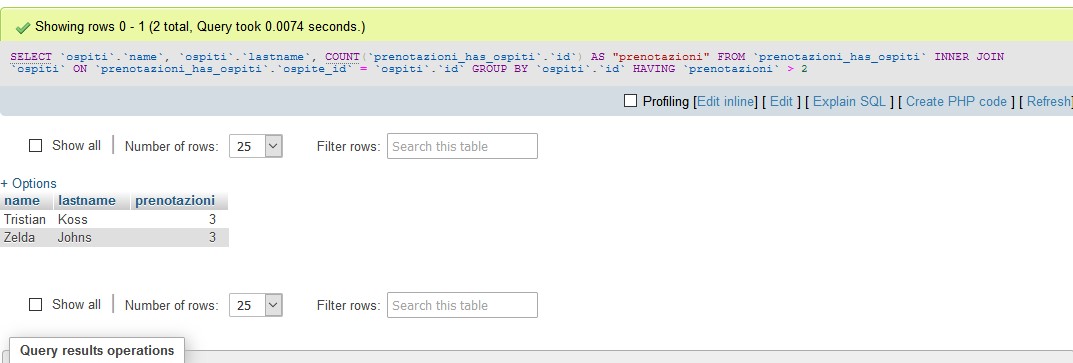 Showing rows 0 - 1 (2 total, Query took 0.0074 seconds.)
SELECT `ospiti`.`name`, `ospiti`.`lastname`, COUNT(`prenotazioni_has_ospiti`.`id`) AS "prenotazioni" FROM `prenotazioni_has_ospiti` INNER JOIN
`ospiti` ON `prenotazioni_has_ospiti`.`ospite_id` = `ospiti`.`id` GROUP BY `ospiti`.`id` HAVING `prenotazioni` > 2
Profiling [Edit inline] [ Edit ] [ Explain SQL ] [ Create PHP code ] [ Refresh]
Show all | Number of rows: 25 Filter rows: Search this table
+ Options
name lastname prenotazioni
Tristian Koss 3
Zelda Johns 3
Show all | Number of rows: 25 Filter rows: Search this table
Query results operations